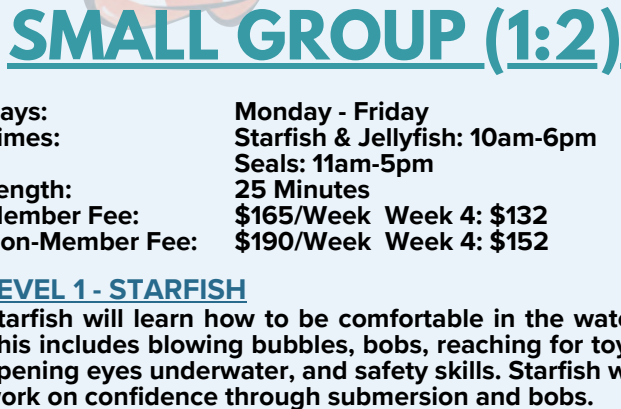 SMALL GROUP (1:2)
ays: Monday - Friday
imes: Starfish & Jellyfish: 10am-6pm
Seals: 11am-5pm
ength: 25 Minutes
ember Fee: $165/Week Week 4: $132
on-Member Fee: $190/Week Week 4: $152
EVEL 1 - STARFISH
tarfish will learn how to be comfortable in the wat
his includes blowing bubbles, bobs, reaching for toy
pening eyes underwater, and safety skills. Starfish w
ork on confidence through submersion and bobs.